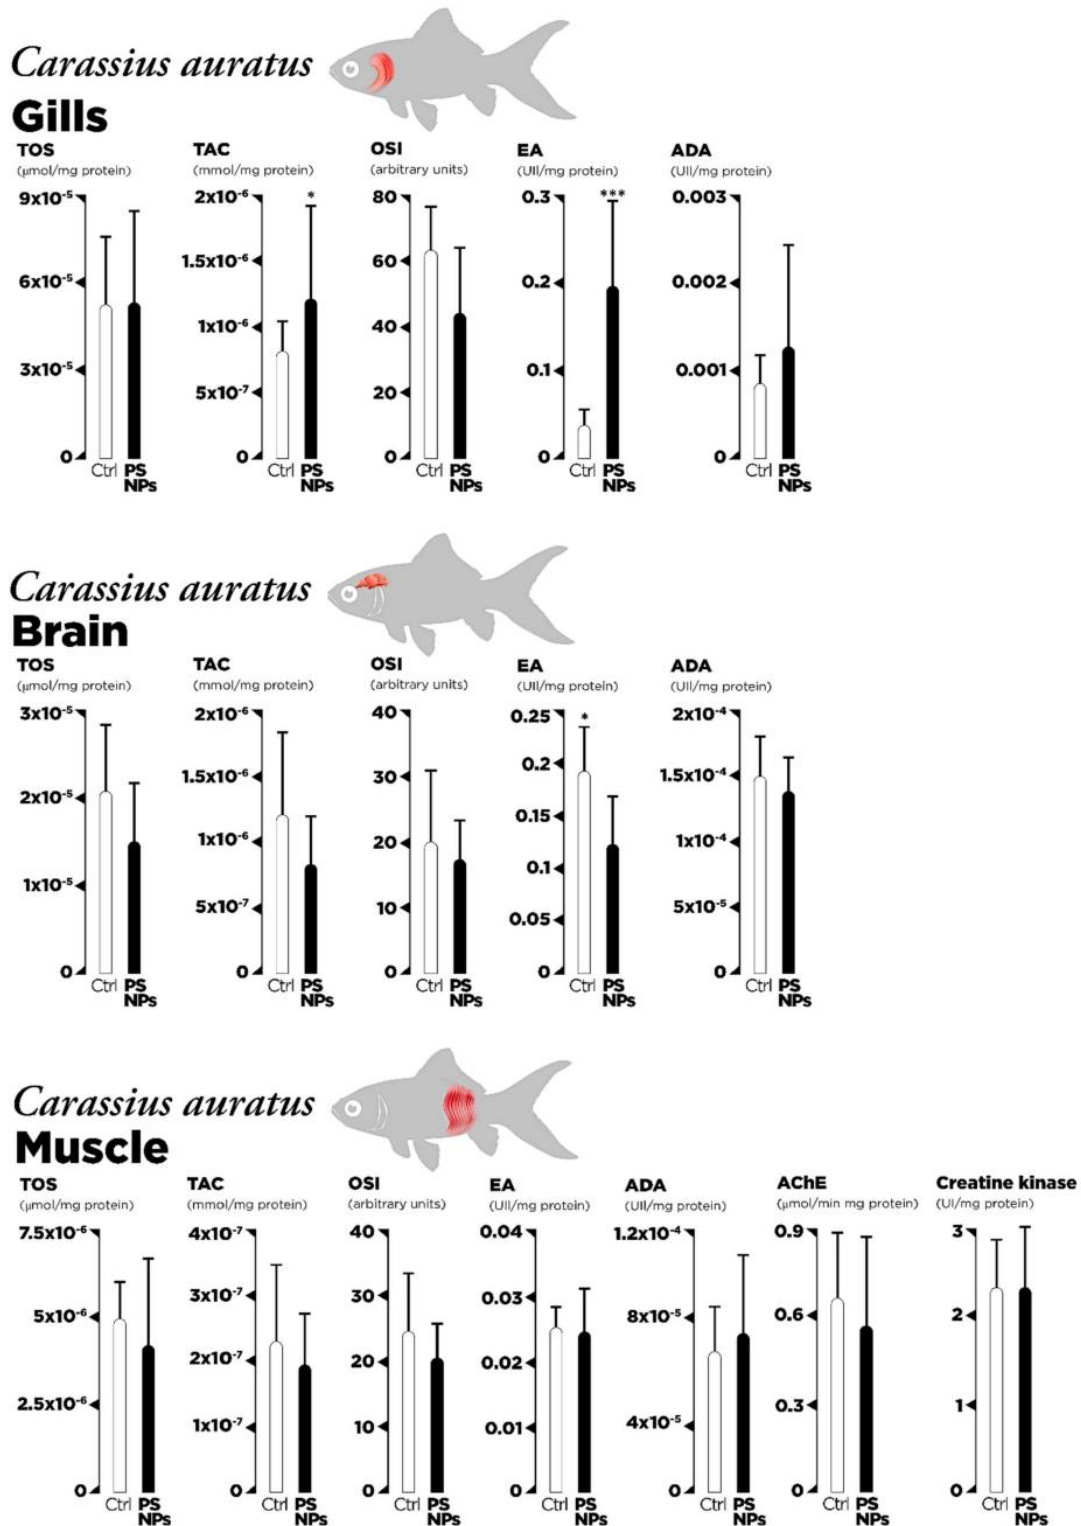 Carassius auratus
Gills
TOS TAC OSI EA ADA
(μmol/mg protein) (mmol/mg protein) (arbitrary units) (UII/mg protein) (UII/mg protein)
9x10⁻⁵ 2x10⁻⁶ * 80 0.3 *** 0.003
1.5x10⁻⁶
6x10⁻⁵ 60 0.2 0.002
1x10⁻⁶ 40
3x10⁻⁵ 0.1 0.001
5x10⁻⁷ 20
0 0 0 0 0
Ctrl PS Ctrl PS Ctrl PS Ctrl PS Ctrl PS
NPs NPs NPs NPs NPs
Carassius auratus
Brain
TOS TAC OSI EA ADA
(μmol/mg protein) (mmol/mg protein) (arbitrary units) (UII/mg protein) (UII/mg protein)
3x10⁻⁵ 2x10⁻⁶ 40 0.25 * 2x10⁻⁴
0.2
1.5x10⁻⁶ 30 1.5x10⁻⁴
2x10⁻⁵ 0.15
1x10⁻⁶ 20 1x10⁻⁴
0.1
1x10⁻⁵
5x10⁻⁷ 10 5x10⁻⁵
0.05
0 0 0 0 0
Ctrl PS Ctrl PS Ctrl PS Ctrl PS Ctrl PS
NPs NPs NPs NPs NPs
Carassius auratus
Muscle
TOS TAC OSI EA ADA AChE Creatine kinase
(μmol/mg protein) (mmol/mg protein) (arbitrary units) (UII/mg protein) (UII/mg protein) (μmol/min mg protein) (UI/mg protein)
7.5x10⁻⁶ 4x10⁻⁷ 40 0.04 1.2x10⁻⁴ 0.9 3
3x10⁻⁷ 30 0.03
5x10⁻⁶ 8x10⁻⁵ 0.6 2
2x10⁻⁷ 20 0.02
2.5x10⁻⁶ 0.3 1
1x10⁻⁷ 10 0.01 4x10⁻⁵
0 0 0 0 0 0 0
Ctrl PS Ctrl PS Ctrl PS Ctrl PS Ctrl PS Ctrl PS Ctrl PS
NPs NPs NPs NPs NPs NPs NPs